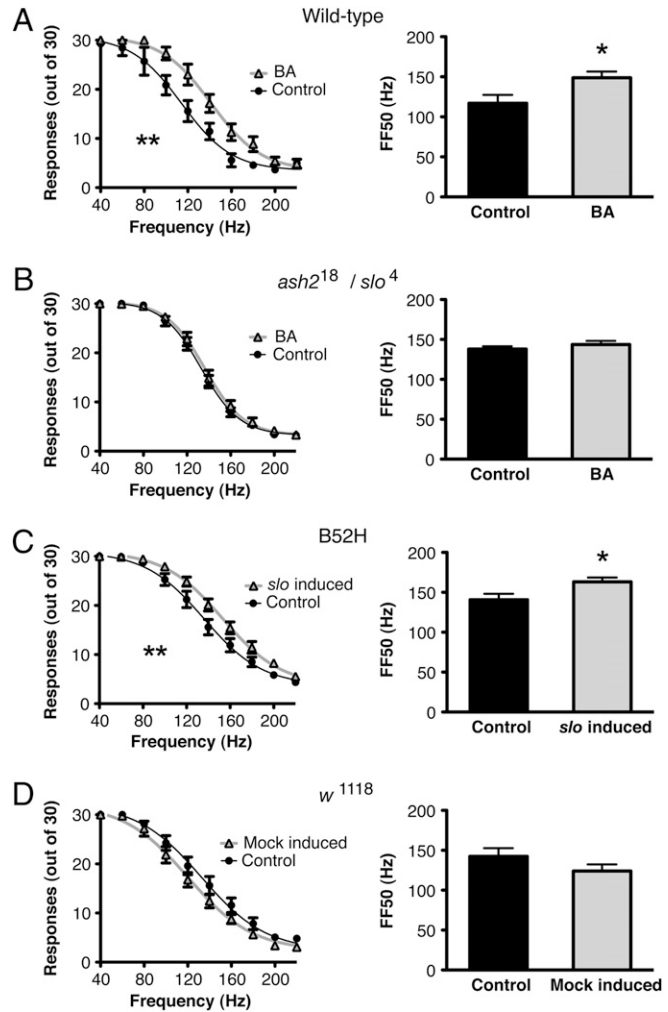 A
Wild-type
Responses (out of 30)
30
20
10
0
BA
Control
**
40 80 120 160 200
Frequency (Hz)
FF50 (Hz)
200
150
100
50
0
*
Control BA
B
ash2 18 / slo 4
Responses (out of 30)
30
20
10
0
BA
Control
40 80 120 160 200
Frequency (Hz)
FF50 (Hz)
200
150
100
50
0
Control BA
C
B52H
Responses (out of 30)
30
20
10
0
slo induced
Control
**
40 80 120 160 200
Frequency (Hz)
FF50 (Hz)
200
150
100
50
0
*
Control slo induced
D
w 1118
Responses (out of 30)
30
20
10
0
Mock induced
Control
40 80 120 160 200
Frequency (Hz)
FF50 (Hz)
200
150
100
50
0
Control Mock induced